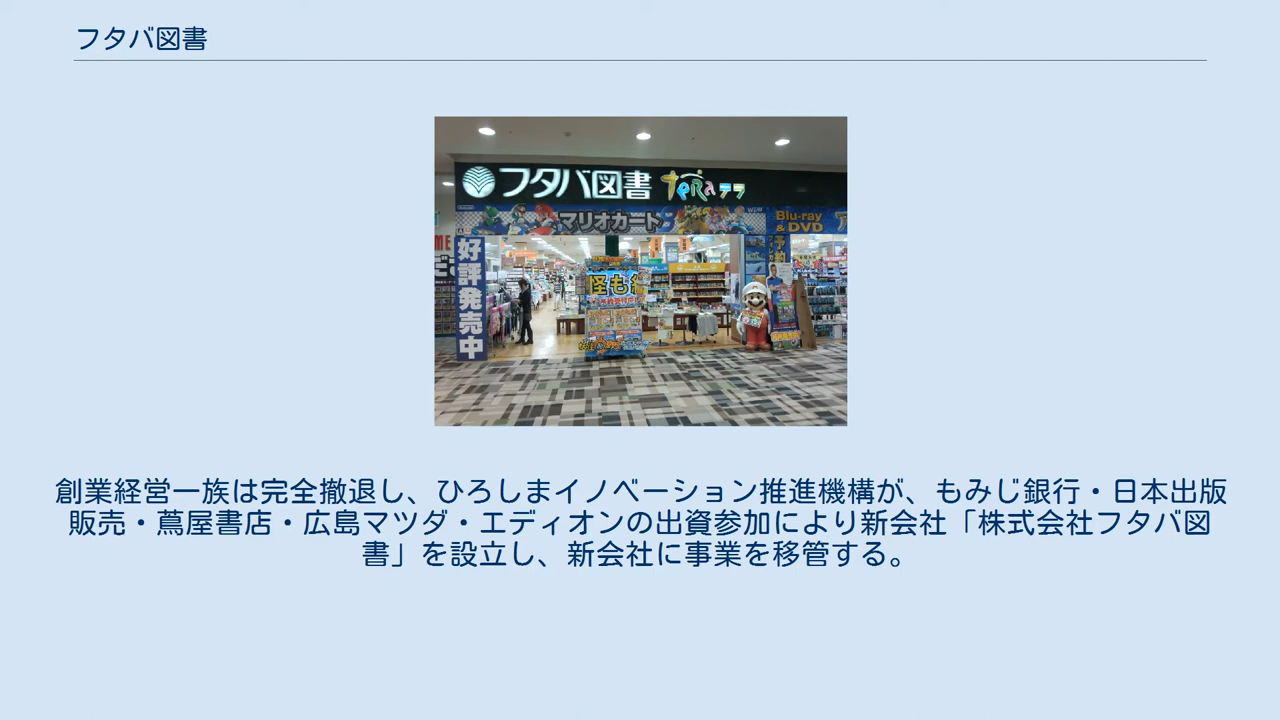 フタバ図書
フタバ図書 TeRaテラ
マリオカート
Blu-ray
& DVD
好評発売中
予約
怪も
創業経営一族は完全撤退し、ひろしまイノベーション推進機構が、もみじ銀行・日本出版
販売・蔦屋書店・広島マツダ・エディオンの出資参加により新会社「株式会社フタバ図
書」を設立し、新会社に事業を移管する。